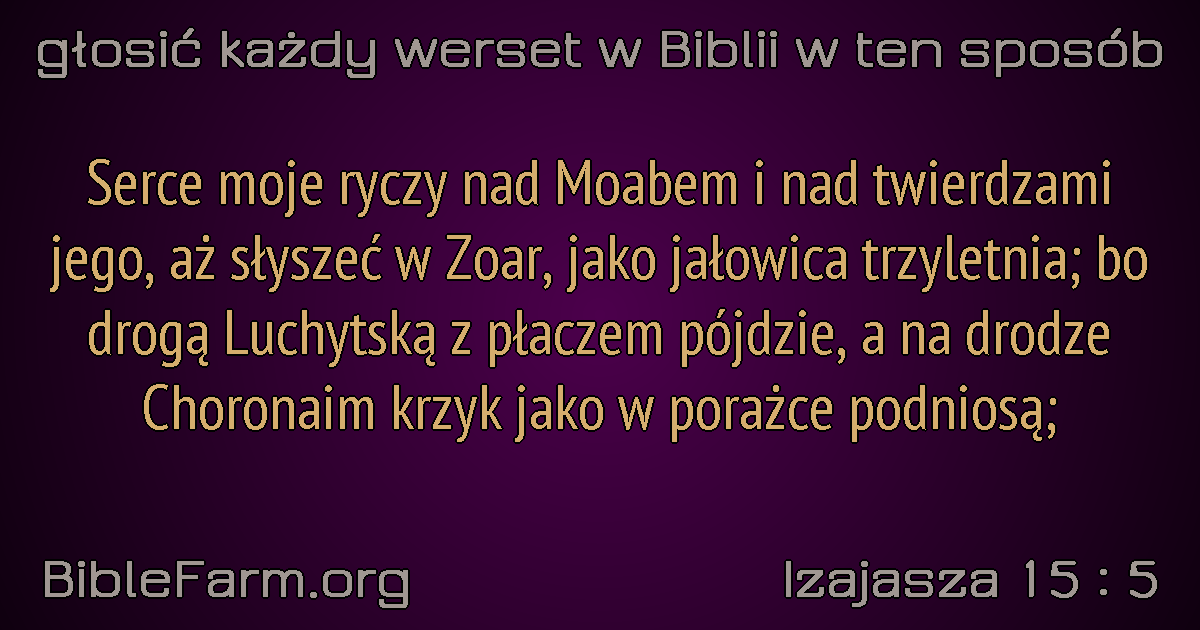 głosić każdy werset w Biblii w ten sposób
Serce moje ryczy nad Moabem i nad twierdzami
jego, aż słyszeć w Zoar, jako jałowica trzyletnia; bo
drogą Luchytską z płaczem pójdzie, a na drodze
Choronaim krzyk jako w porażce podniosą;
BibleFarm.org
Izajasza 15 : 5